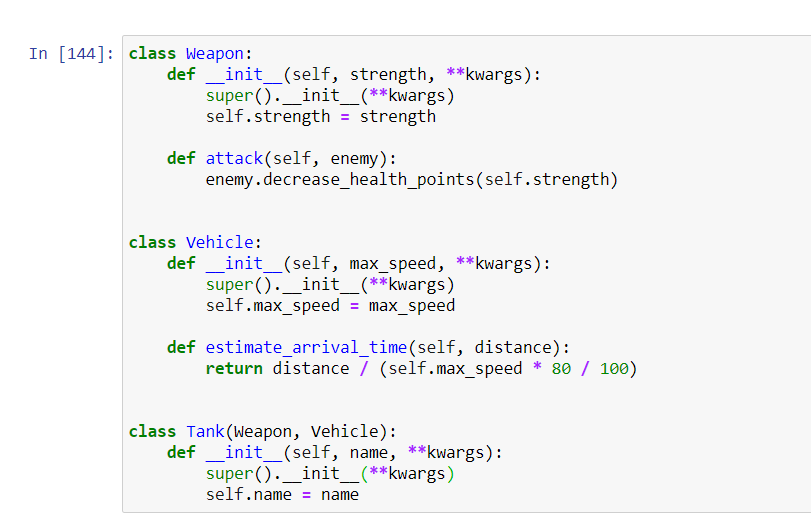 In [144]: class Weapon:
    def __init__(self, strength, **kwargs):
        super().__init__(**kwargs)
        self.strength = strength
    def attack(self, enemy):
        enemy.decrease_health_points(self.strength)
class Vehicle:
    def __init__(self, max_speed, **kwargs):
        super().__init__(**kwargs)
        self.max_speed = max_speed
    def estimate_arrival_time(self, distance):
        return distance / (self.max_speed * 80 / 100)
class Tank(Weapon, Vehicle):
    def __init__(self, name, **kwargs):
        super().__init__(**kwargs)
        self.name = name